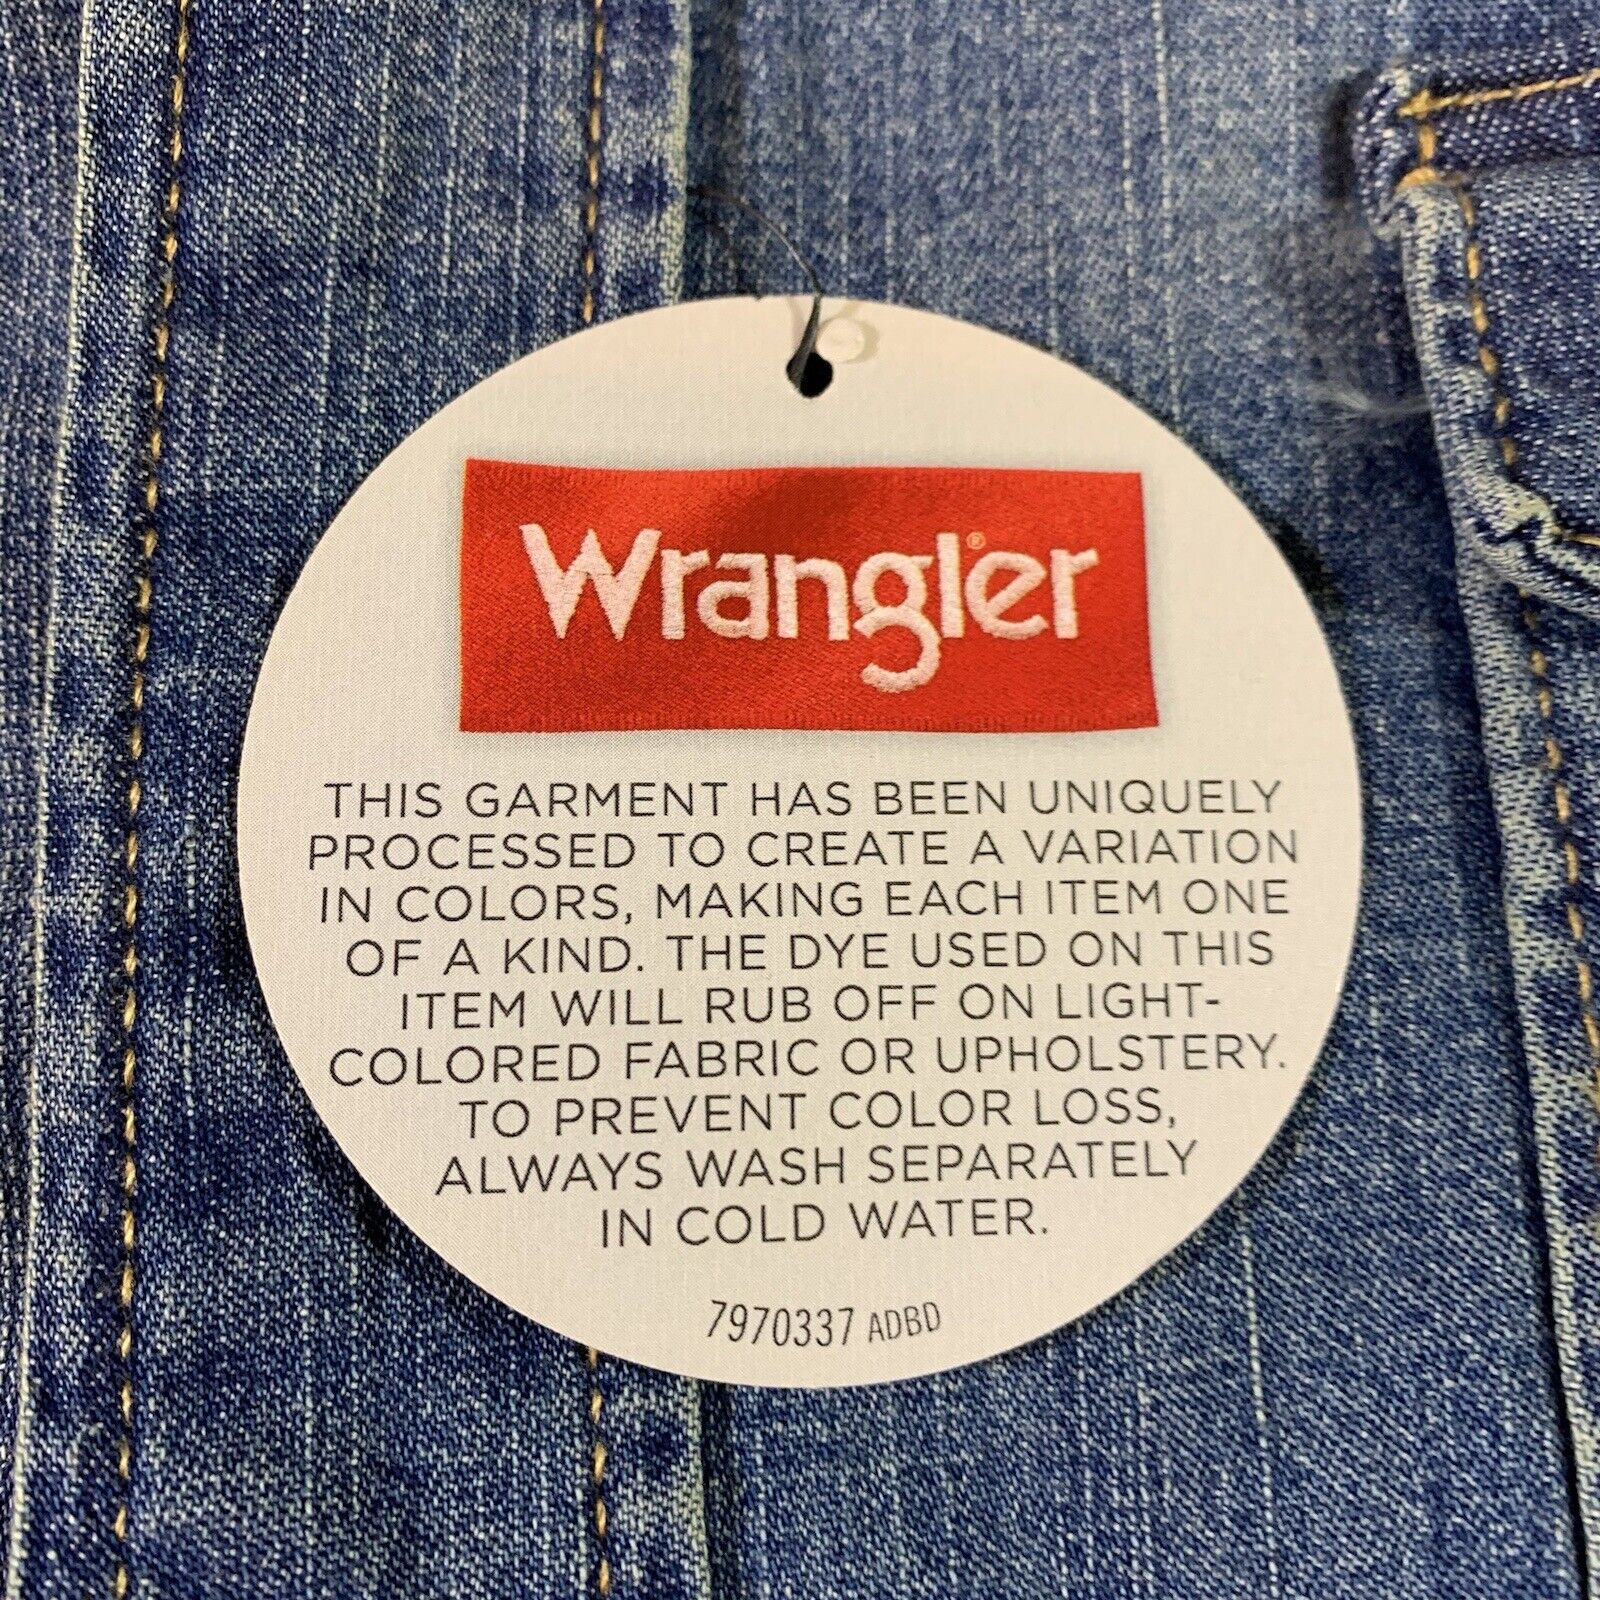 Wrangler®
THIS GARMENT HAS BEEN UNIQUELY
PROCESSED TO CREATE A VARIATION
IN COLORS, MAKING EACH ITEM ONE
OF A KIND. THE DYE USED ON THIS
ITEM WILL RUB OFF ON LIGHT-
COLORED FABRIC OR UPHOLSTERY.
TO PREVENT COLOR LOSS,
ALWAYS WASH SEPARATELY
IN COLD WATER.
7970337 ADBD